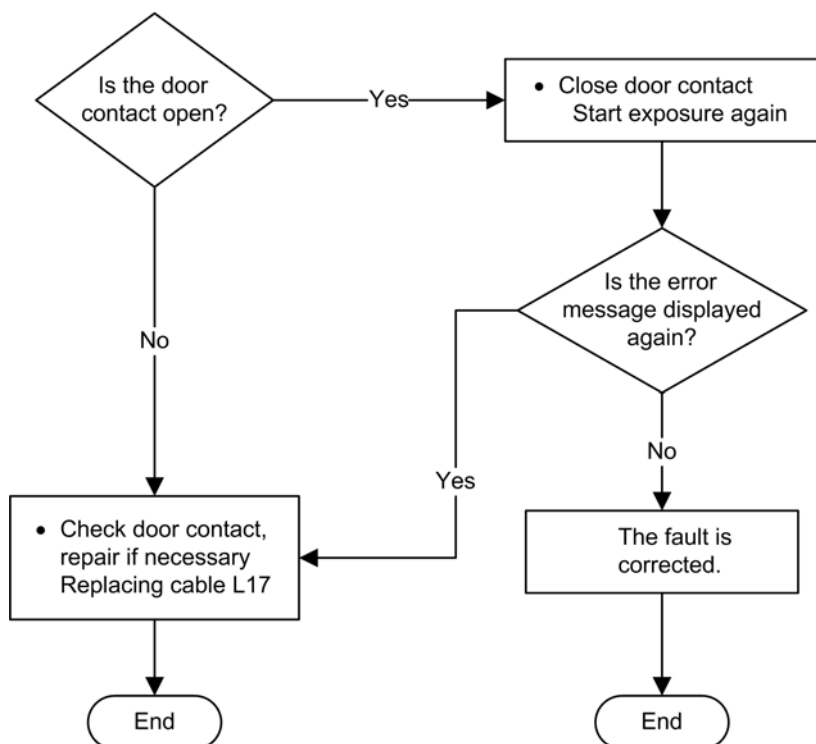 Is the door
contact open?
Yes
• Close door contact
Start exposure again
Is the error
message displayed
again?
No
No
Yes
• Check door contact,
repair if necessary
Replacing cable L17
The fault is
corrected.
End
End